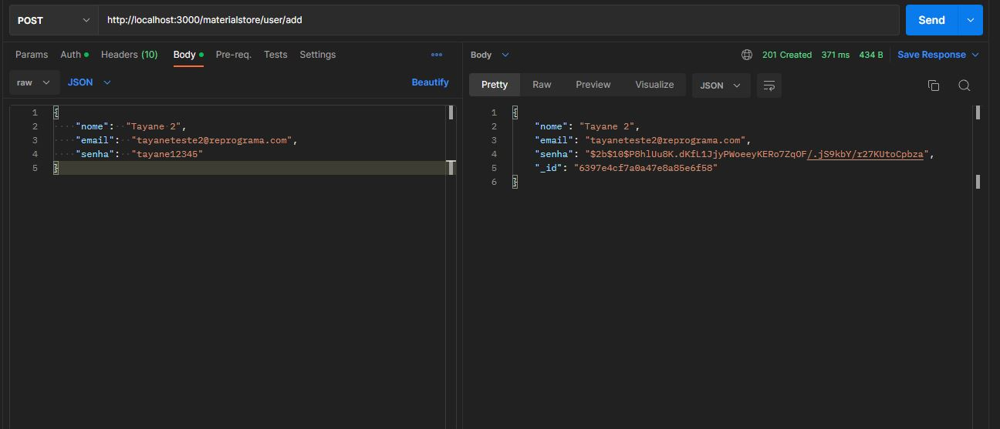 POST http://localhost:3000/materialstore/user/add Send
Params Auth Headers (10) Body Pre-req. Tests Settings
raw JSON Beautify
1 {
2 "nome": "Tayane 2",
3 "email": "tayaneteste2@reprograma.com",
4 "senha": "tayane12345"
5 }
Body 201 Created 371 ms 434 B Save Response
Pretty Raw Preview Visualize JSON
1 {
2 "nome": "Tayane 2",
3 "email": "tayaneteste2@reprograma.com",
4 "senha": "$2b$10$P8hlUu8K.dKfL1JjyPWoeeyKERo7ZqOF/.jS9kbY/r27KUtoCpbza",
5 "_id": "6397e4cf7a0a47e8a85e6f58"
6 }